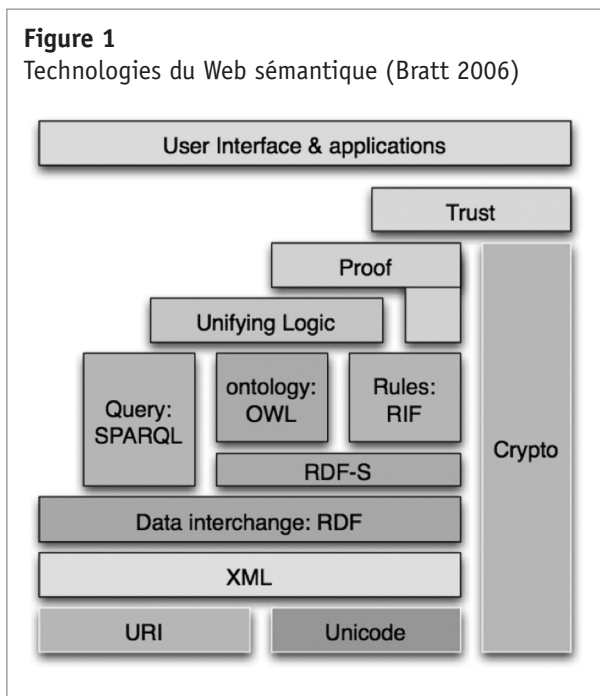 Figure 1
Technologies du Web sémantique (Bratt 2006)
User Interface & applications
Trust
Proof
Unifying Logic
Query:
SPARQL
ontology:
OWL
Rules:
RIF
Crypto
RDF-S
Data interchange: RDF
XML
URI
Unicode